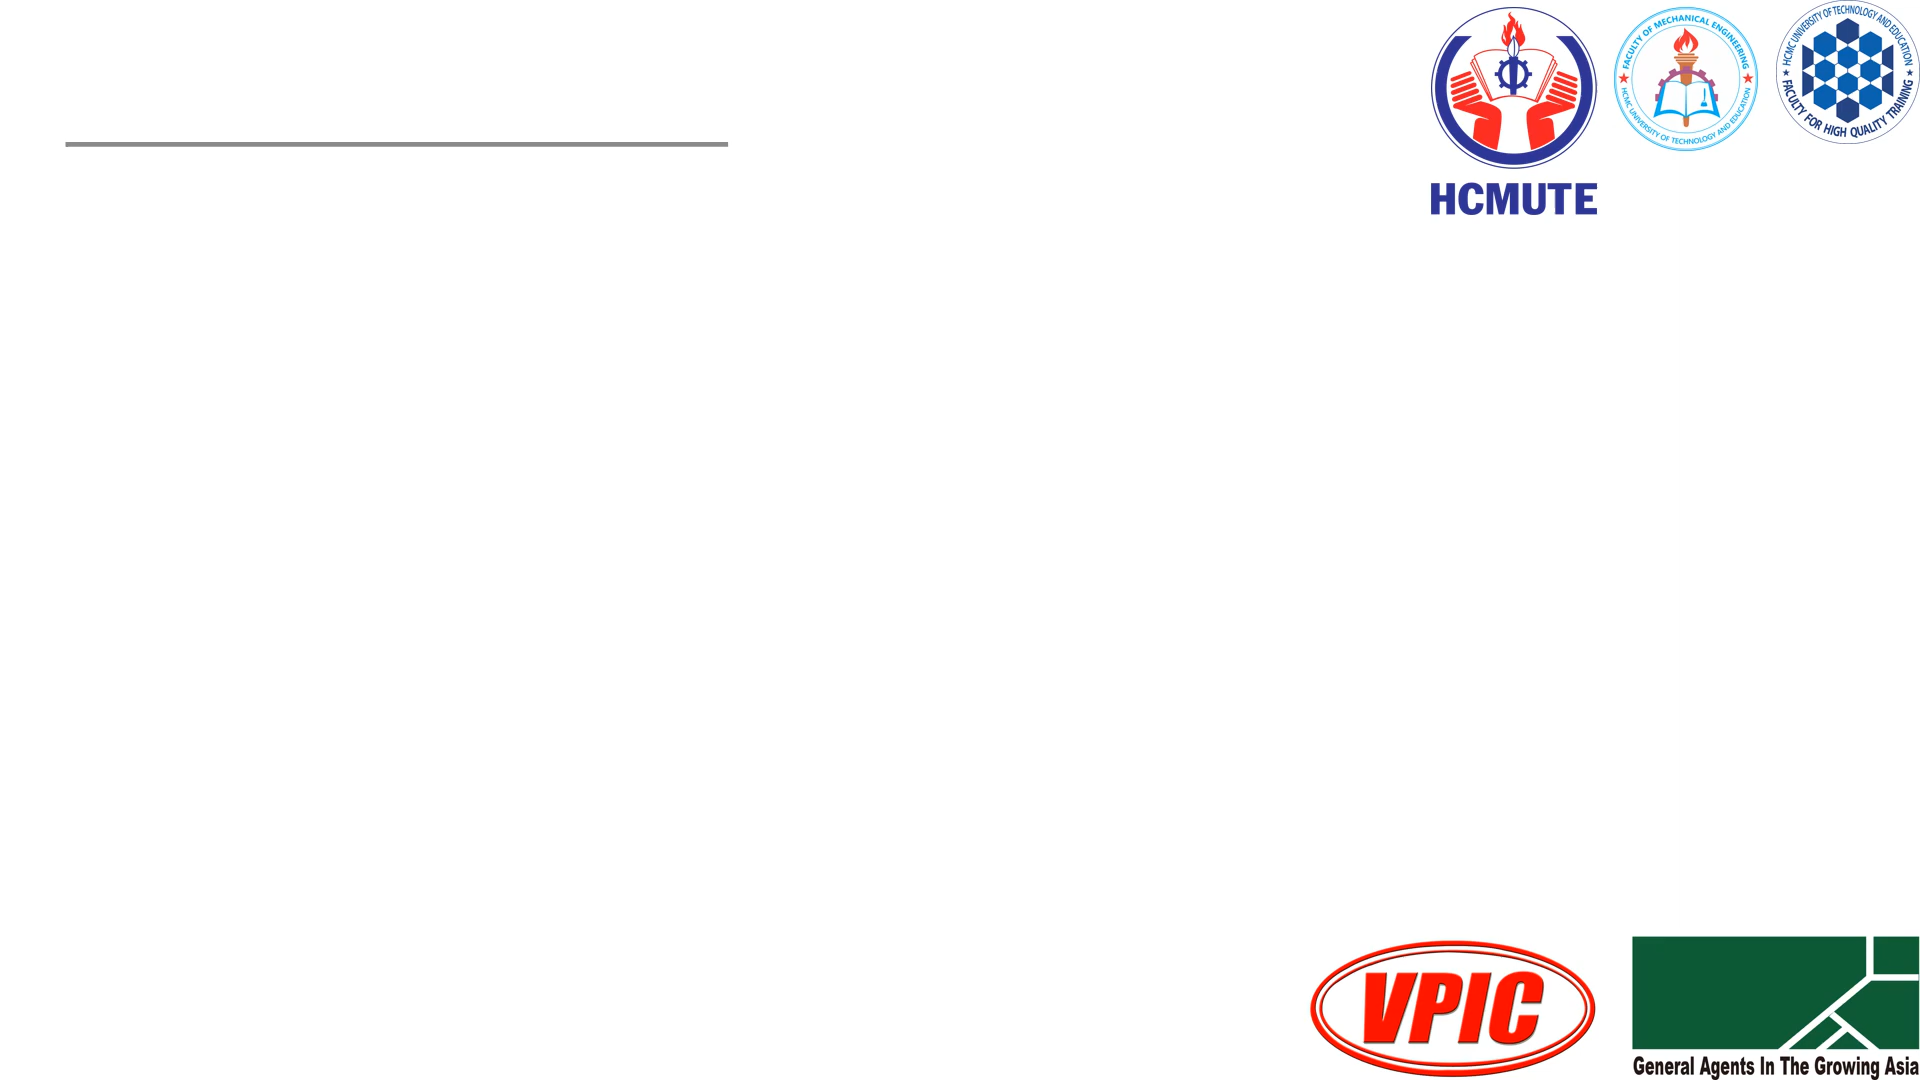 FACULTY OF MECHANICAL ENGINEERING
HCMC UNIVERSITY OF TECHNOLOGY AND EDUCATION
HCMC UNIVERSITY OF TECHNOLOGY AND EDUCATION
FACULTY FOR HIGH QUALITY TRAINING
HCMUTE
VPIC
General Agents In The Growing Asia